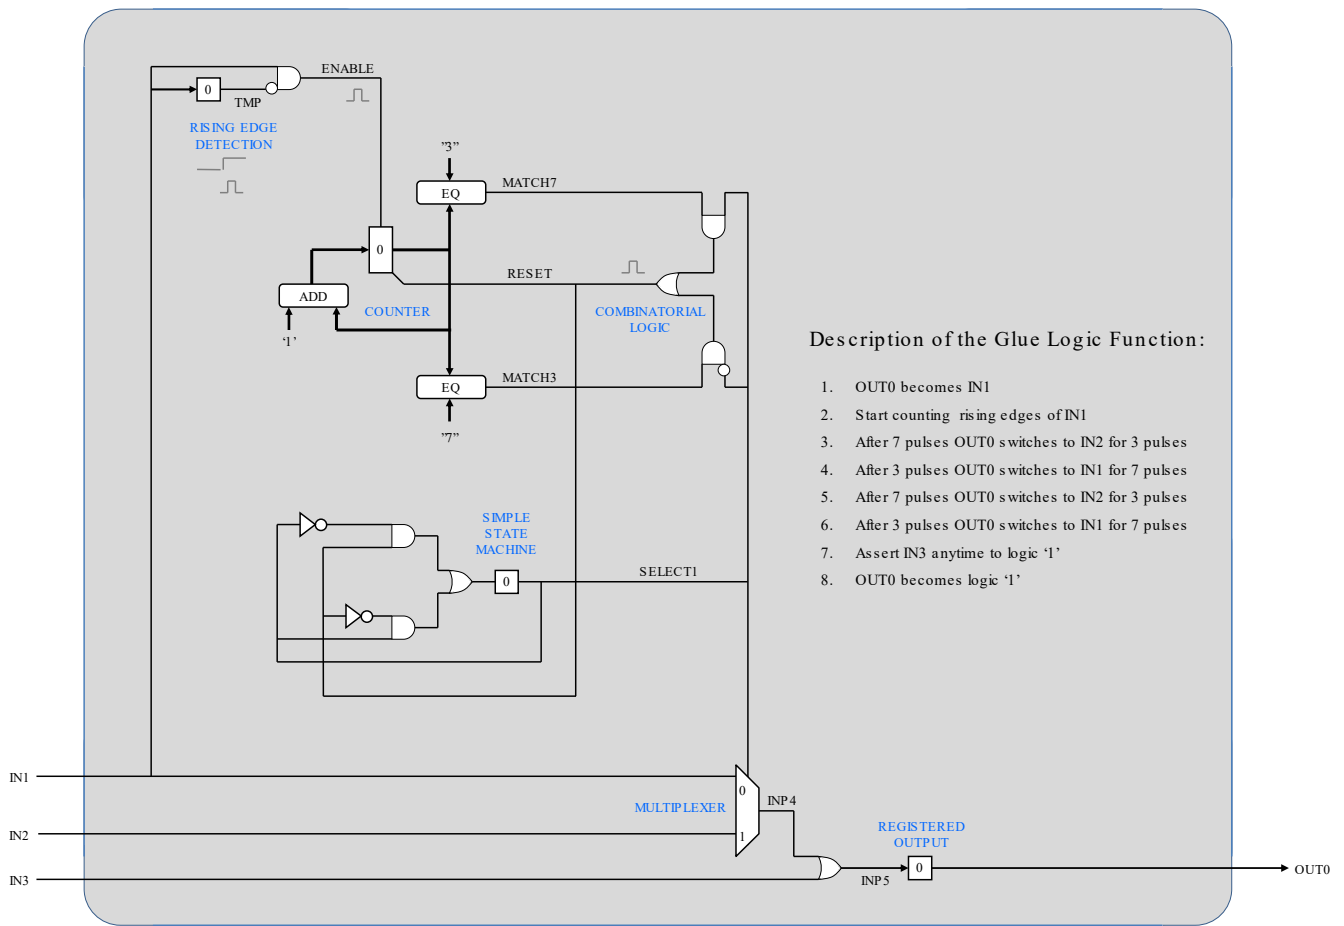 ENABLE
0
TMP
RISING EDGE
DETECTION
"3"
EQ
MATCH7
0
RESET
ADD
COUNTER
'1'
COMBINATORIAL
LOGIC
EQ
MATCH3
"7"
Description of the Glue Logic Function:
1. OUT0 becomes IN1
2. Start counting rising edges of IN1
3. After 7 pulses OUT0 switches to IN2 for 3 pulses
4. After 3 pulses OUT0 switches to IN1 for 7 pulses
5. After 7 pulses OUT0 switches to IN2 for 3 pulses
6. After 3 pulses OUT0 switches to IN1 for 7 pulses
7. Assert IN3 anytime to logic ‘1’
8. OUT0 becomes logic ‘1’
SIMPLE
STATE
MACHINE
0
SELECT1
IN1
0
INP4
MULTIPLEXER
IN2
1
REGISTERED
OUTPUT
IN3
INP5
0
OUT0